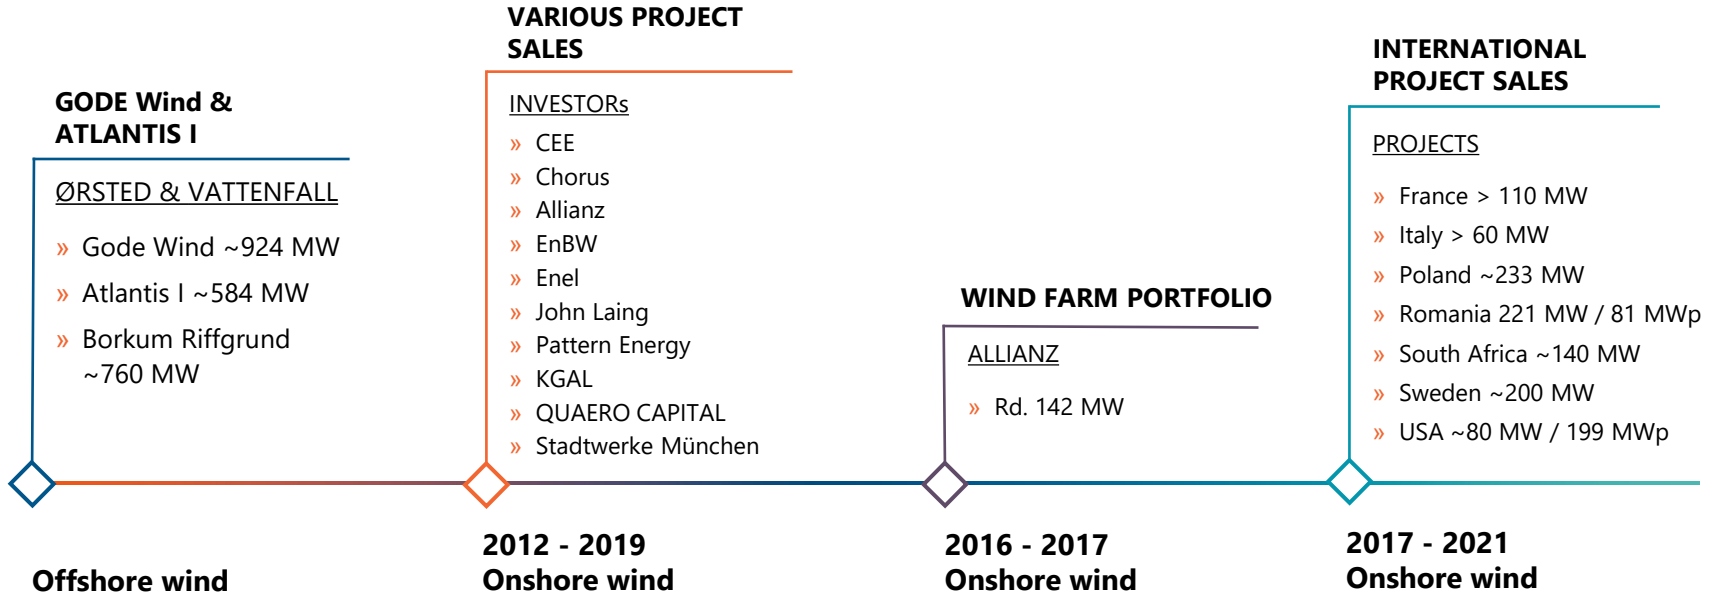 GODE Wind &
ATLANTIS I
ØRSTED & VATTENFALL
» Gode Wind ~924 MW
» Atlantis I ~584 MW
» Borkum Riffgrund
~760 MW
Offshore wind
VARIOUS PROJECT
SALES
INVESTORs
» CEE
» Chorus
» Allianz
» EnBW
» Enel
» John Laing
» Pattern Energy
» KGAL
» QUAERO CAPITAL
» Stadtwerke München
2012 - 2019
Onshore wind
WIND FARM PORTFOLIO
ALLIANZ
» Rd. 142 MW
2016 - 2017
Onshore wind
INTERNATIONAL
PROJECT SALES
PROJECTS
» France > 110 MW
» Italy > 60 MW
» Poland ~233 MW
» Romania 221 MW / 81 MWp
» South Africa ~140 MW
» Sweden ~200 MW
» USA ~80 MW / 199 MWp
2017 - 2021
Onshore wind